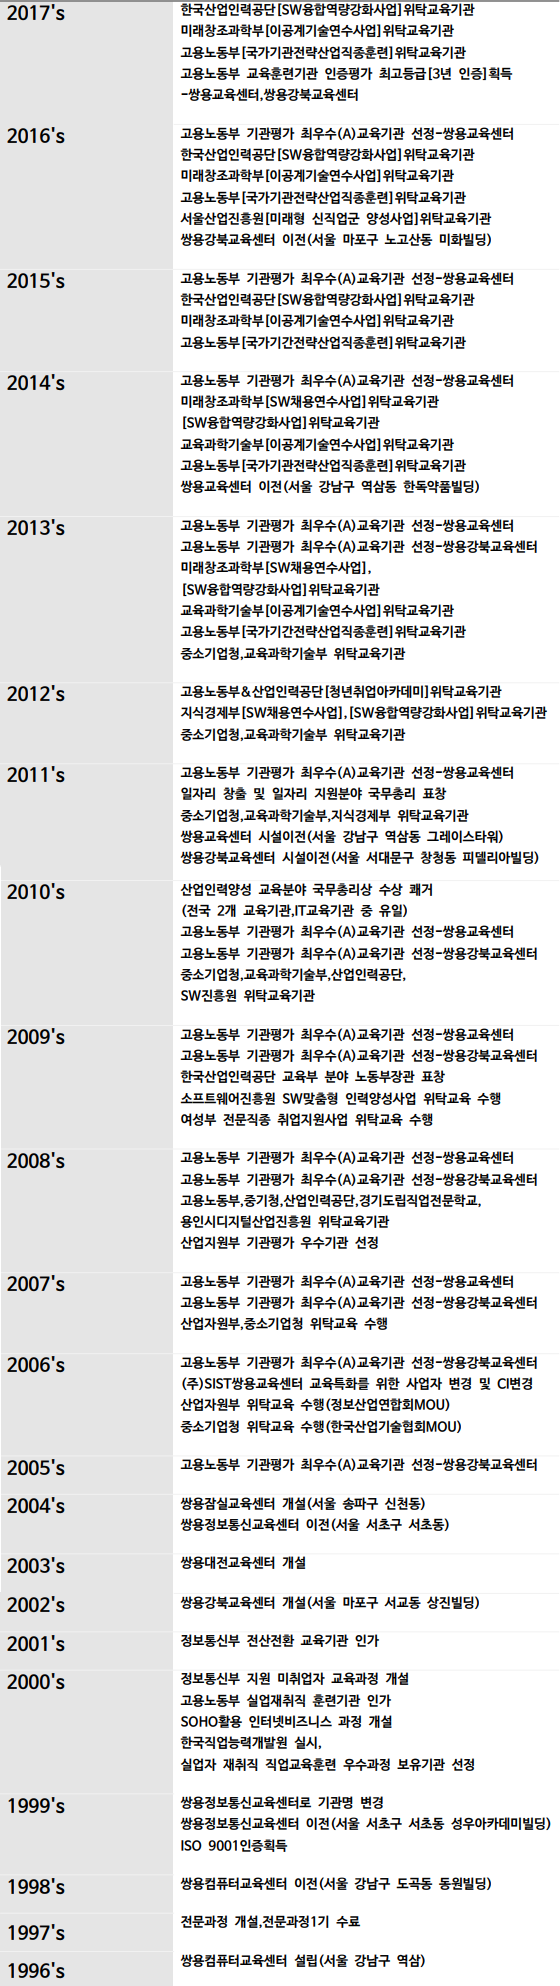 2017's
한국산업인력공단[SW융합역량강화사업]위탁교육기관
미래창조과학부[이공계기술연수사업]위탁교육기관
고용노동부[국가기관전략산업직종훈련]위탁교육기관
고용노동부 교육훈련기관 인증평가 최고등급[3년 인증]획득
-쌍용교육센터,쌍용강북교육센터
2016's
고용노동부 기관평가 최우수(A)교육기관 선정-쌍용교육센터
한국산업인력공단[SW융합역량강화사업]위탁교육기관
미래창조과학부[이공계기술연수사업]위탁교육기관
고용노동부[국가기관전략산업직종훈련]위탁교육기관
서울산업진흥원[미래형 신직업군 양성사업]위탁교육기관
쌍용강북교육센터 이전(서울 마포구 노고산동 미화빌딩)
2015's
고용노동부 기관평가 최우수(A)교육기관 선정-쌍용교육센터
한국산업인력공단[SW융합역량강화사업]위탁교육기관
미래창조과학부[이공계기술연수사업]위탁교육기관
고용노동부[국가기간전략산업직종훈련]위탁교육기관
2014's
고용노동부 기관평가 최우수(A)교육기관 선정-쌍용교육센터
미래창조과학부[SW채용연수사업]위탁교육기관
[SW융합역량강화사업]위탁교육기관
교육과학기술부[이공계기술연수사업]위탁교육기관
고용노동부[국가기관전략산업직종훈련]위탁교육기관
쌍용교육센터 이전(서울 강남구 역삼동 한독약품빌딩)
2013's
고용노동부 기관평가 최우수(A)교육기관 선정-쌍용교육센터
고용노동부 기관평가 최우수(A)교육기관 선정-쌍용강북교육센터
미래창조과학부[SW채용연수사업],
[SW융합역량강화사업]위탁교육기관
교육과학기술부[이공계기술연수사업]위탁교육기관
고용노동부[국가기간전략산업직종훈련]위탁교육기관
중소기업청,교육과학기술부 위탁교육기관
2012's
고용노동부&산업인력공단[청년취업아카데미]위탁교육기관
지식경제부[SW채용연수사업],[SW융합역량강화사업]위탁교육기관
중소기업청,교육과학기술부 위탁교육기관
2011's
고용노동부 기관평가 최우수(A)교육기관 선정-쌍용교육센터
일자리 창출 및 일자리 지원분야 국무총리 표창
중소기업청,교육과학기술부,지식경제부 위탁교육기관
쌍용교육센터 시설이전(서울 강남구 역삼동 그레이스타워)
쌍용강북교육센터 시설이전(서울 서대문구 창청동 피델리아빌딩)
2010's
산업인력양성 교육분야 국무총리상 수상 쾌거
(전국 2개 교육기관,IT교육기관 중 유일)
고용노동부 기관평가 최우수(A)교육기관 선정-쌍용교육센터
고용노동부 기관평가 최우수(A)교육기관 선정-쌍용강북교육센터
중소기업청,교육과학기술부,산업인력공단,
SW진흥원 위탁교육기관
2009's
고용노동부 기관평가 최우수(A)교육기관 선정-쌍용교육센터
고용노동부 기관평가 최우수(A)교육기관 선정-쌍용강북교육센터
한국산업인력공단 교육부 분야 노동부장관 표창
소프트웨어진흥원 SW맞춤형 인력양성사업 위탁교육 수행
여성부 전문직종 취업지원사업 위탁교육 수행
2008's
고용노동부 기관평가 최우수(A)교육기관 선정-쌍용교육센터
고용노동부 기관평가 최우수(A)교육기관 선정-쌍용강북교육센터
고용노동부,중기청,산업인력공단,경기도립직업전문학교,
용인시디지털산업진흥원 위탁교육기관
산업지원부 기관평가 우수기관 선정
2007's
고용노동부 기관평가 최우수(A)교육기관 선정-쌍용교육센터
고용노동부 기관평가 최우수(A)교육기관 선정-쌍용강북교육센터
산업자원부,중소기업청 위탁교육 수행
2006's
고용노동부 기관평가 최우수(A)교육기관 선정-쌍용강북교육센터
(주)SIST쌍용교육센터 교육특화를 위한 사업자 변경 및 CI변경
산업자원부 위탁교육 수행(정보산업연합회MOU)
중소기업청 위탁교육 수행(한국산업기술협회MOU)
2005's
고용노동부 기관평가 최우수(A)교육기관 선정-쌍용강북교육센터
2004's
쌍용잠실교육센터 개설(서울 송파구 신천동)
쌍용정보통신교육센터 이전(서울 서초구 서초동)
2003's
쌍용대전교육센터 개설
2002's
쌍용강북교육센터 개설(서울 마포구 서교동 상진빌딩)
2001's
정보통신부 전산전환 교육기관 인가
2000's
정보통신부 지원 미취업자 교육과정 개설
고용노동부 실업재취직 훈련기관 인가
SOHO활용 인터넷비즈니스 과정 개설
한국직업능력개발원 실시,
실업자 재취직 직업교육훈련 우수과정 보유기관 선정
1999's
쌍용정보통신교육센터로 기관명 변경
쌍용정보통신교육센터 이전(서울 서초구 서초동 성우아카데미빌딩)
ISO 9001인증획득
1998's
쌍용컴퓨터교육센터 이전(서울 강남구 도곡동 동원빌딩)
1997's
전문과정 개설,전문과정1기 수료
1996's
쌍용컴퓨터교육센터 설립(서울 강남구 역삼)